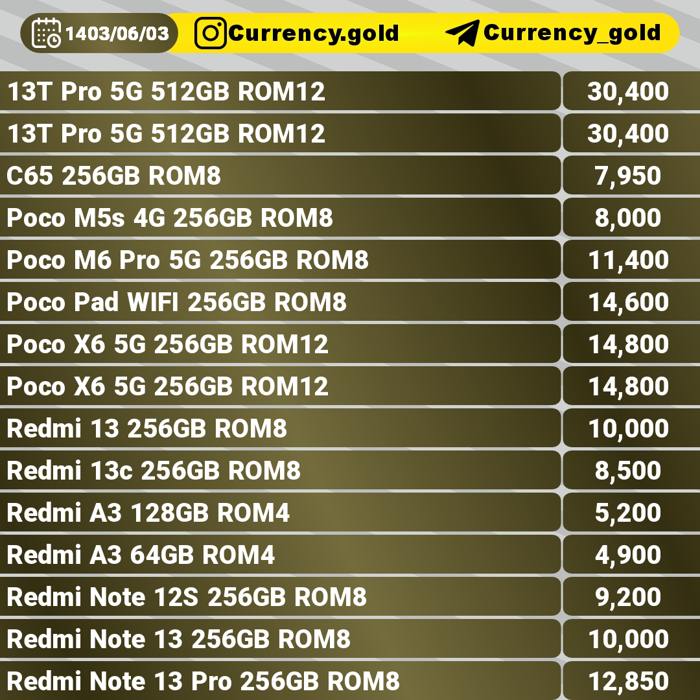 1403/06/03 Currency.gold Currency_gold
13T Pro 5G 512GB ROM12 30,400
13T Pro 5G 512GB ROM12 30,400
C65 256GB ROM8 7,950
Poco M5s 4G 256GB ROM8 8,000
Poco M6 Pro 5G 256GB ROM8 11,400
Poco Pad WIFI 256GB ROM8 14,600
Poco X6 5G 256GB ROM12 14,800
Poco X6 5G 256GB ROM12 14,800
Redmi 13 256GB ROM8 10,000
Redmi 13c 256GB ROM8 8,500
Redmi A3 128GB ROM4 5,200
Redmi A3 64GB ROM4 4,900
Redmi Note 12S 256GB ROM8 9,200
Redmi Note 13 256GB ROM8 10,000
Redmi Note 13 Pro 256GB ROM8 12,850